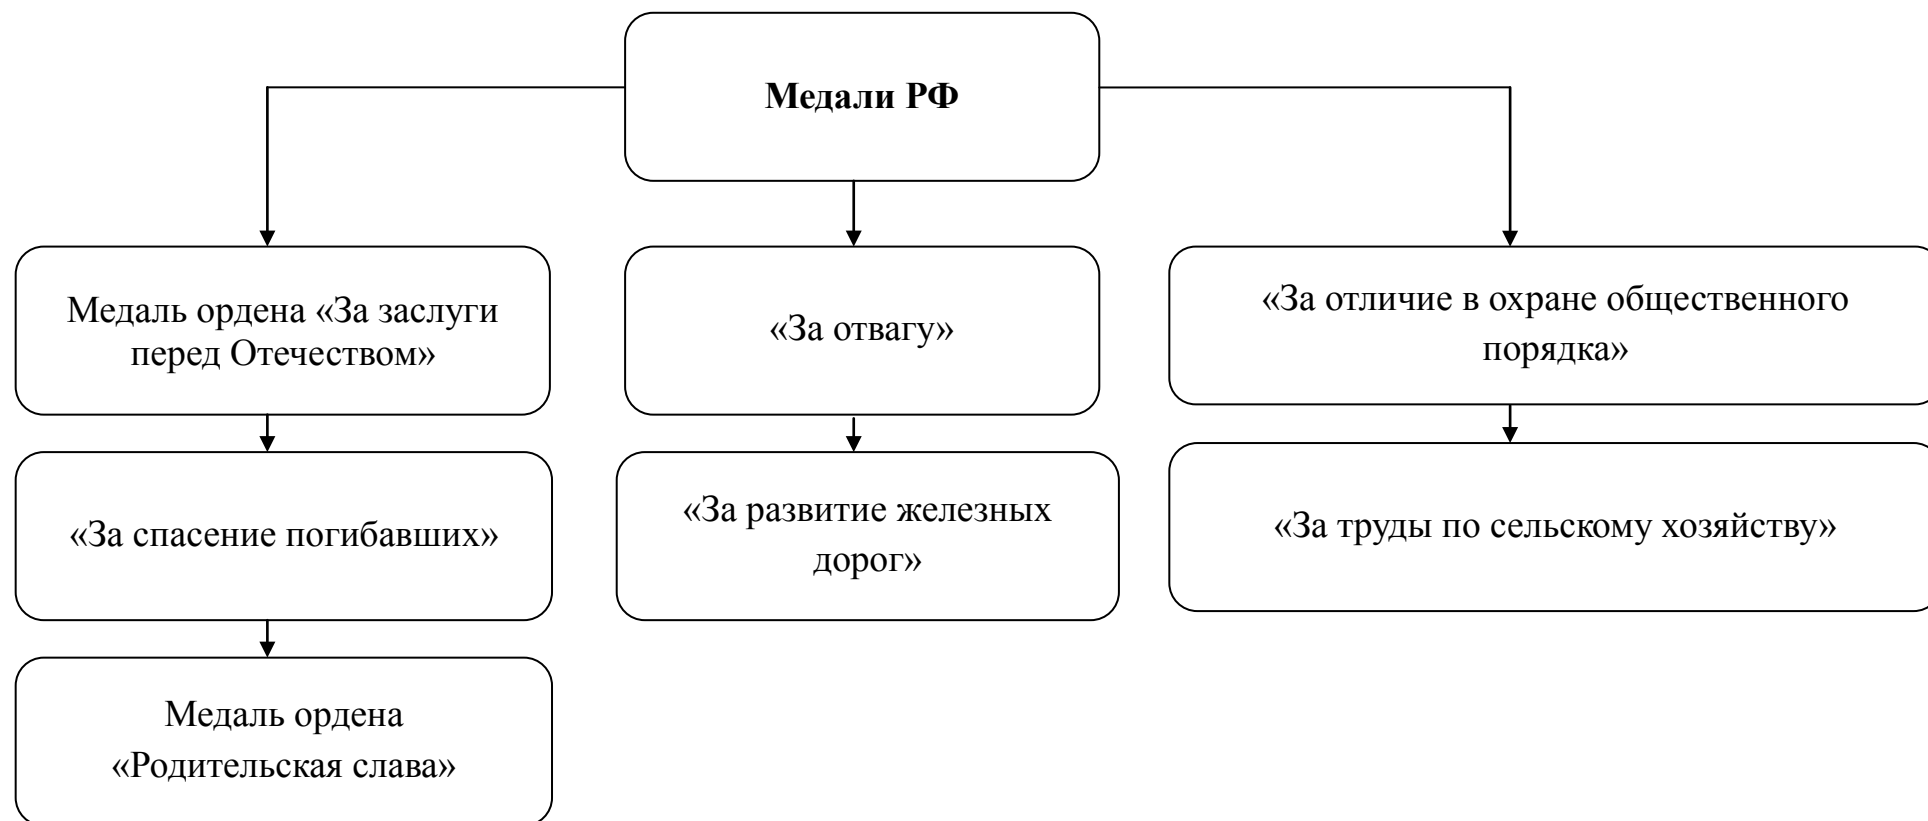 Медали РФ
Медаль ордена «За заслуги
перед Отечеством»
«За отвагу»
«За отличие в охране общественного
порядка»
«За спасение погибавших»
«За развитие железных
дорог»
«За труды по сельскому хозяйству»
Медаль ордена
«Родительская слава»